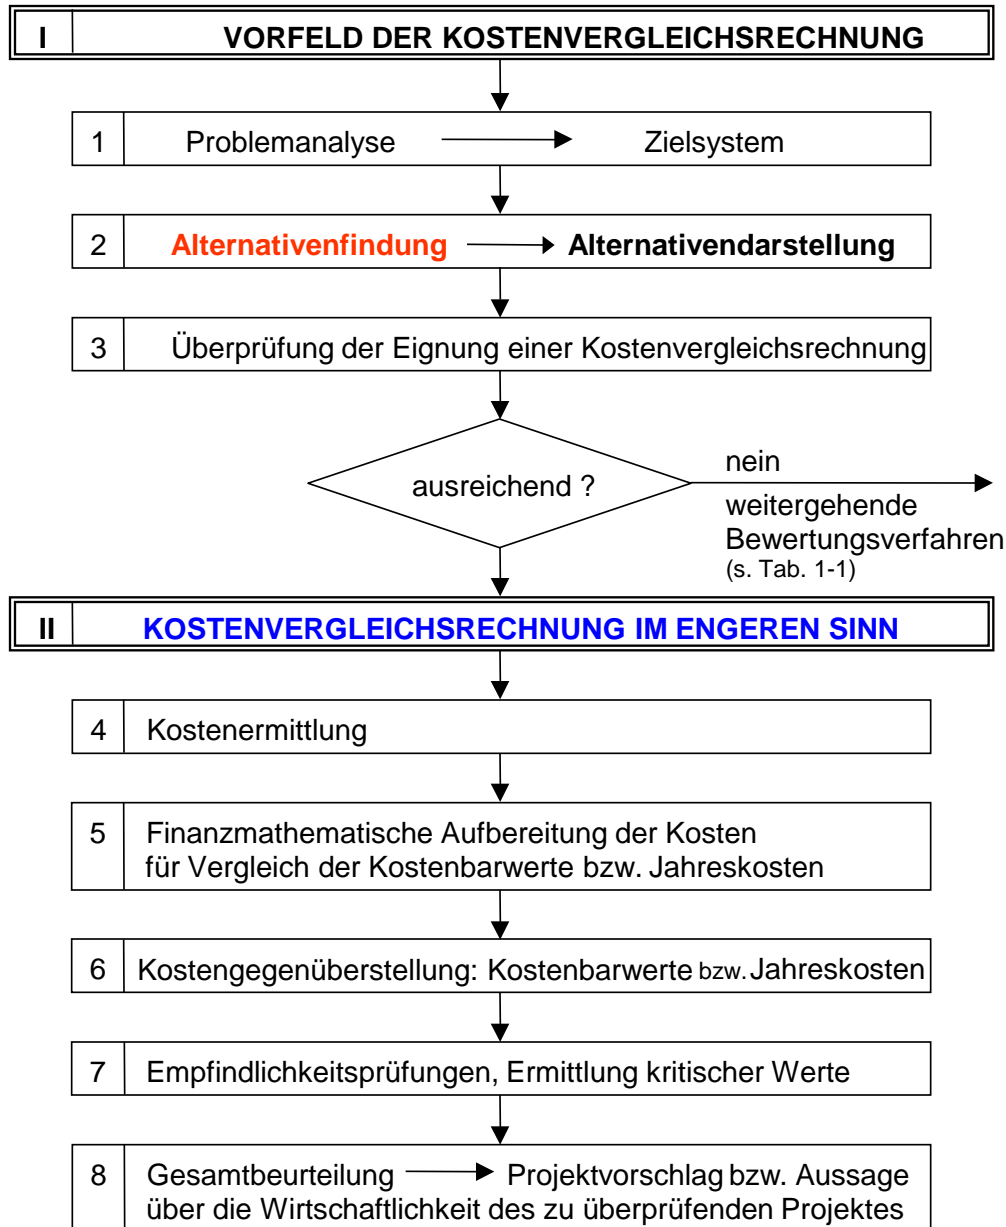 I VORFELD DER KOSTENVERGLEICHSRECHNUNG
1 Problemanalyse Zielsystem
2 Alternativenfindung Alternativendarstellung
3 Überprüfung der Eignung einer Kostenvergleichsrechnung
ausreichend ?
nein
weitergehende
Bewertungsverfahren
(s. Tab. 1-1)
II KOSTENVERGLEICHSRECHNUNG IM ENGEREN SINN
4 Kostenermittlung
5 Finanzmathematische Aufbereitung der Kosten
für Vergleich der Kostenbarwerte bzw. Jahreskosten
6 Kostengegenüberstellung: Kostenbarwerte bzw. Jahreskosten
7 Empfindlichkeitsprüfungen, Ermittlung kritischer Werte
8 Gesamtbeurteilung Projektvorschlag bzw. Aussage
über die Wirtschaftlichkeit des zu überprüfenden Projektes